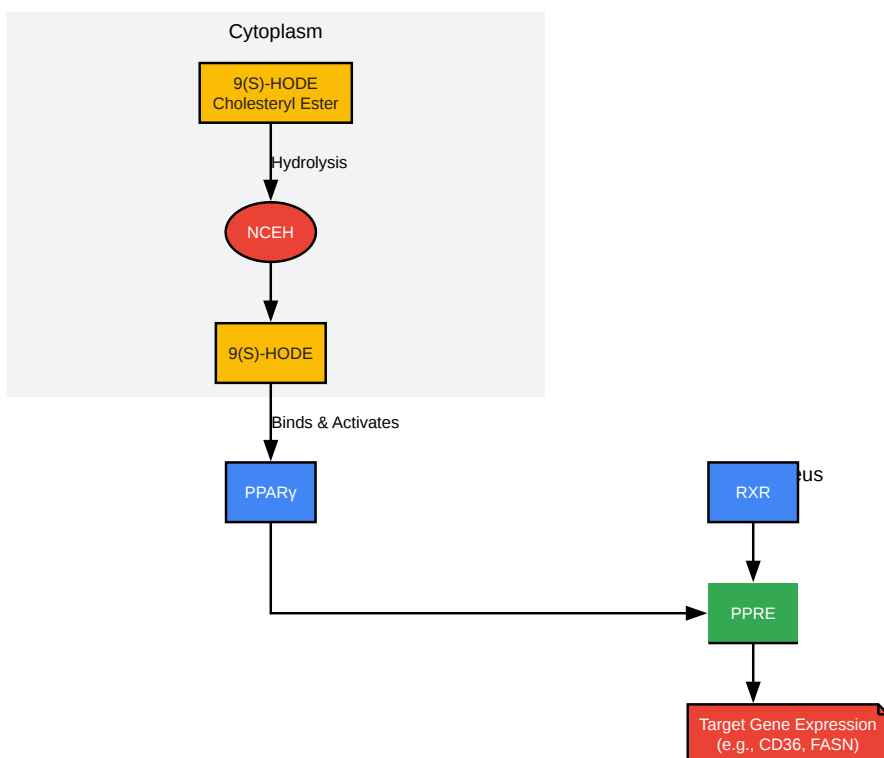 Cytoplasm
9(S)-HODE
Cholesteryl Ester
Hydrolysis
NCEH
9(S)-HODE
Binds & Activates
PPARγ
RXR
eus
PPRE
Target Gene Expression
(e.g., CD36, FASN)